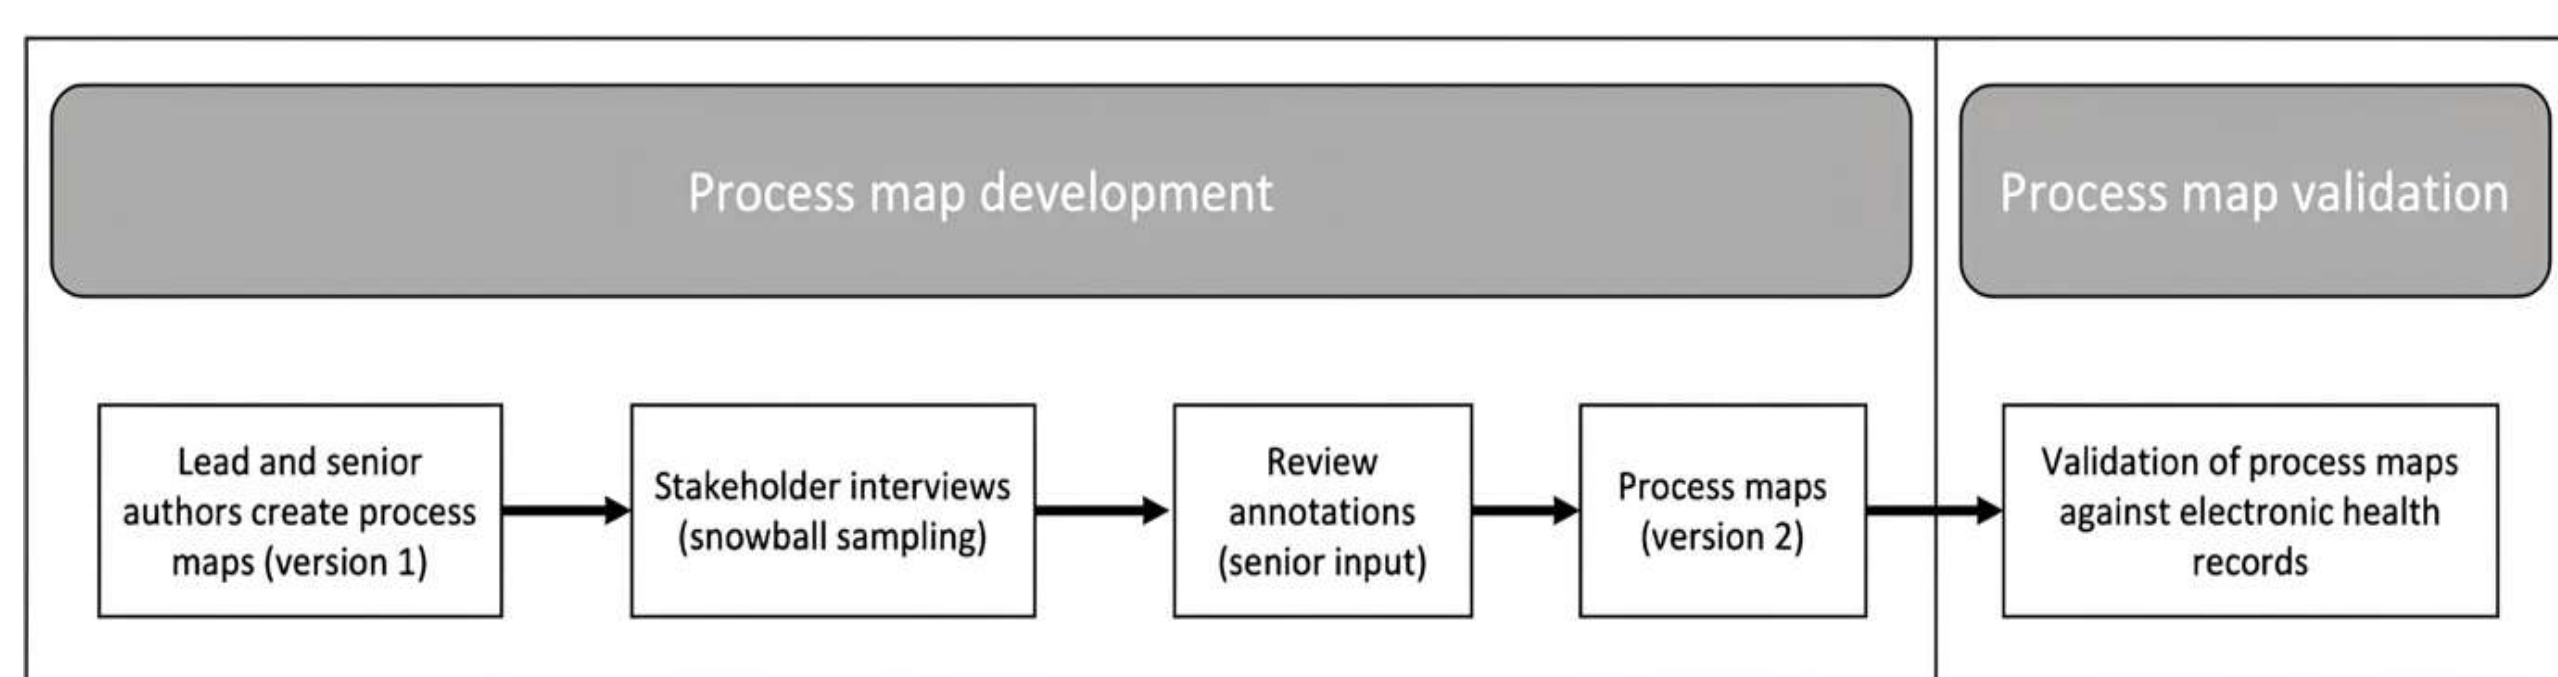 Process map development
Process map validation
Lead and senior
authors create process
maps (version 1)
Stakeholder interviews
(snowball sampling)
Review
annotations
(senior input)
Process maps
(version 2)
Validation of process maps
against electronic health
records